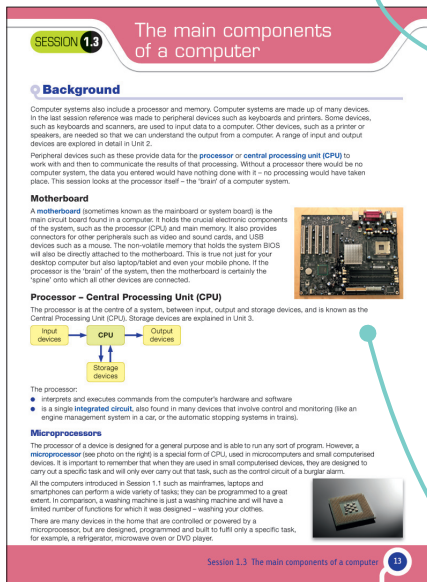 SESSION 1.3
The main components
of a computer
Background
Computer systems also include a processor and memory. Computer systems are made up of many devices.
In the last session reference was made to peripheral devices such as keyboards and printers. Some devices,
such as keyboards and scanners, are used to input data to a computer. Other devices, such as a printer or
speakers, are needed so that we can understand the output from a computer. A range of input and output
devices are explored in detail in Unit 2.
Peripheral devices such as these provide data for the processor or central processing unit (CPU) to
work with and then to communicate the results of that processing. Without a processor there would be no
computer system, the data you entered would have nothing done with it – no processing would have taken
place. This session looks at the processor itself – the 'brain' of a computer system.
Motherboard
A motherboard (sometimes known as the mainboard or system board) is the
main circuit board found in a computer. It holds the crucial electronic components
of the system, such as the processor (CPU) and main memory. It also provides
connectors for other peripherals such as video and sound cards, and USB
devices such as a mouse. The non-volatile memory that holds the system BIOS
will also be directly attached to the motherboard. This is true not just for your
desktop computer but also laptop/tablet and even your mobile phone. If the
processor is the 'brain' of the system, then the motherboard is certainly the
'spine' onto which all other devices are connected.
Processor – Central Processing Unit (CPU)
The processor is at the centre of a system, between input, output and storage devices, and is known as the
Central Processing Unit (CPU). Storage devices are explained in Unit 3.
Input
devices
CPU
Output
devices
Storage
devices
The processor:
● interprets and executes commands from the computer's hardware and software
● is a single integrated circuit, also found in many devices that involve control and monitoring (like an
engine management system in a car, or the automatic stopping systems in trains).
Microprocessors
The processor of a device is designed for a general purpose and is able to run any sort of program. However, a
microprocessor (see photo on the right) is a special form of CPU, used in microcomputers and small computerised
devices. It is important to remember that when they are used in small computerised devices, they are designed to
carry out a specific task and will only ever carry out that task, such as the control circuit of a burglar alarm.
All the computers introduced in Session 1.1 such as mainframes, laptops and
smartphones can perform a wide variety of tasks; they can be programmed to a great
extent. In comparison, a washing machine is just a washing machine and will have a
limited number of functions for which it was designed – washing your clothes.
There are many devices in the home that are controlled or powered by a
microprocessor, but are designed, programmed and built to fulfil only a specific task,
for example, a refrigerator, microwave oven or DVD player.
Session 1.3 The main components of a computer 13